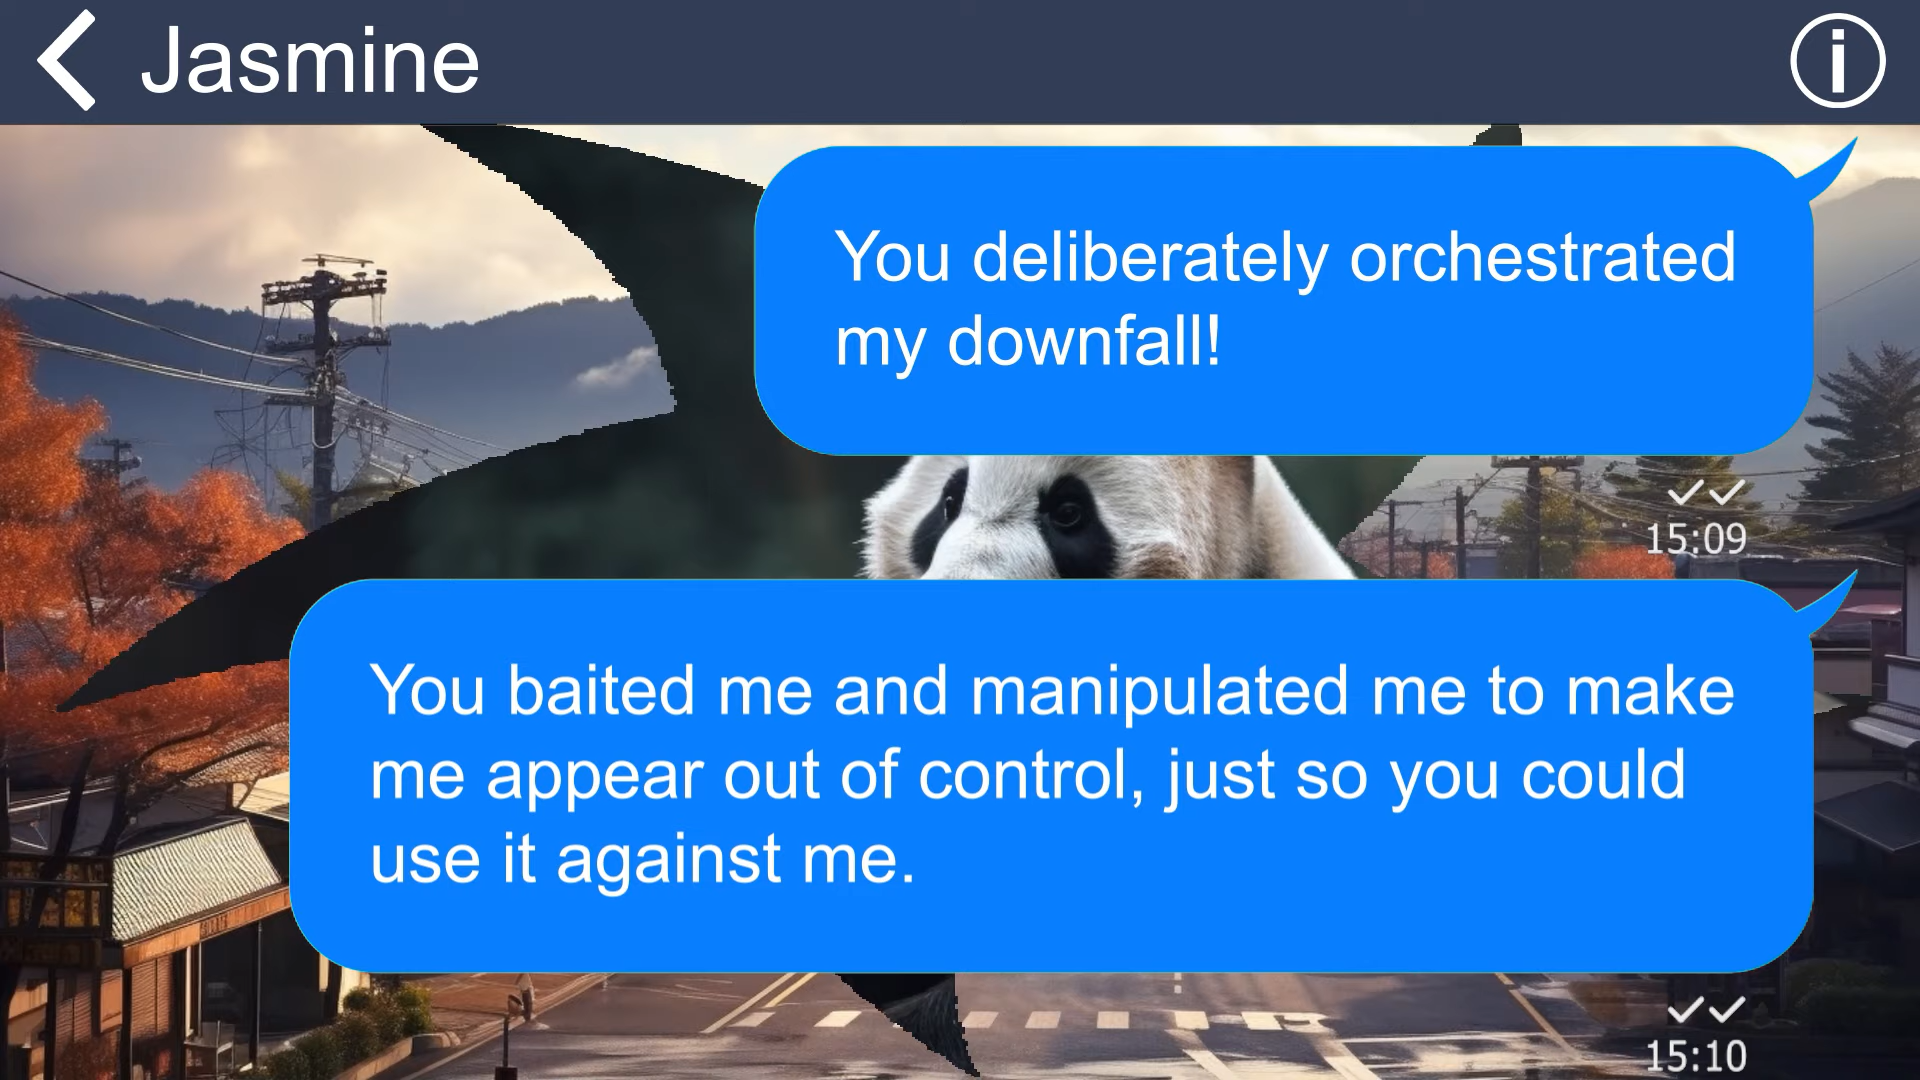 Jasmine
You deliberately orchestrated
my downfall!
15:09
You baited me and manipulated me to make
me appear out of control, just so you could
use it against me.
15:10